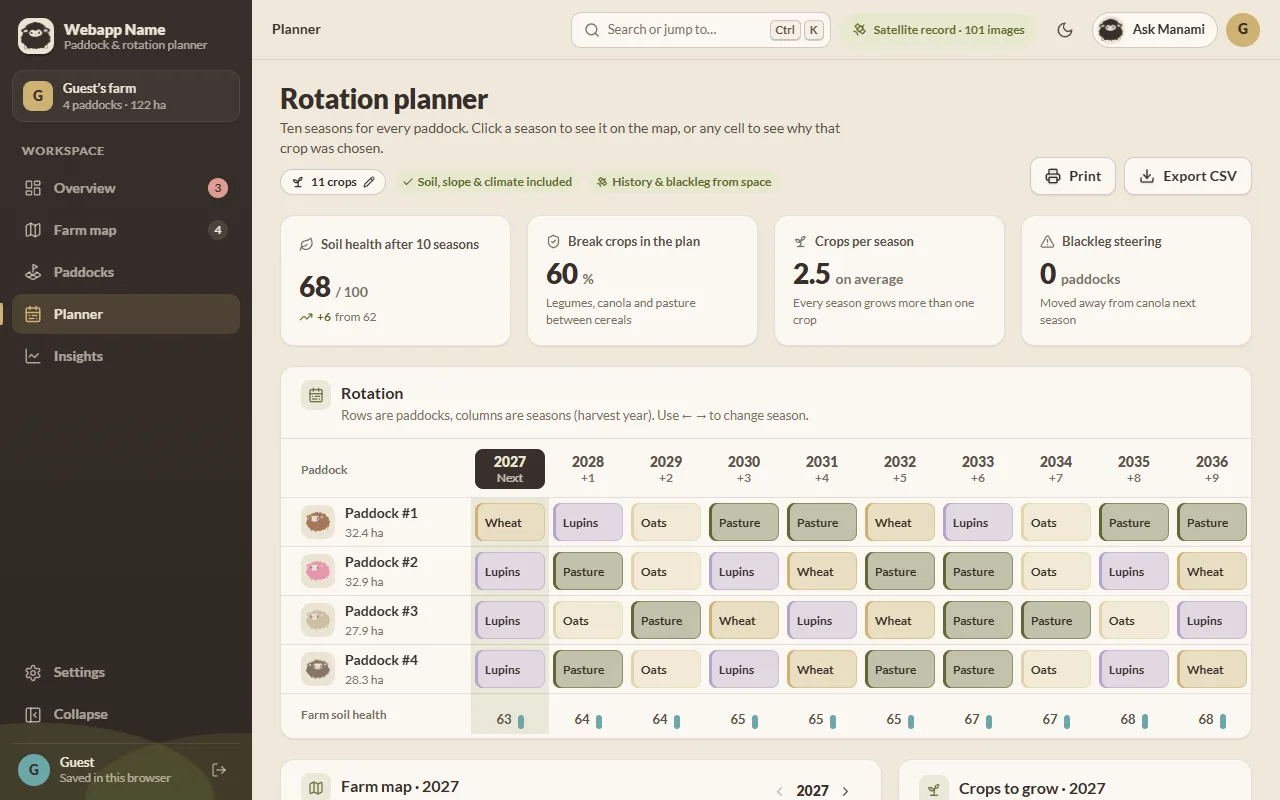 Webapp Name
Paddock & rotation planner
G
Guest's farm
4 paddocks · 122 ha
WORKSPACE
Overview 3
Farm map 4
Paddocks
Planner
Insights
Settings
Collapse
G
Guest
Saved in this browser
Planner
Search or jump to... Ctrl K
Satellite record · 101 images
Ask Manami
G
Rotation planner
Ten seasons for every paddock. Click a season to see it on the map, or any cell to see why that
crop was chosen.
11 crops
Soil, slope & climate included
History & blackleg from space
Print
Export CSV
Soil health after 10 seasons
68 / 100
+6 from 62
Break crops in the plan
60 %
Legumes, canola and pasture
between cereals
Crops per season
2.5 on average
Every season grows more than one
crop
Blackleg steering
0 paddocks
Moved away from canola next
season
Rotation
Rows are paddocks, columns are seasons (harvest year). Use ← → to change season.
Paddock 2027 2028 2029 2030 2031 2032 2033 2034 2035 2036
Next +1 +2 +3 +4 +5 +6 +7 +8 +9
Paddock #1
32.4 ha
Wheat Lupins Oats Pasture Pasture Wheat Lupins Oats Pasture Pasture
Paddock #2
32.9 ha
Lupins Pasture Oats Lupins Wheat Pasture Pasture Oats Lupins Wheat
Paddock #3
27.9 ha
Lupins Oats Pasture Wheat Lupins Wheat Pasture Pasture Oats Lupins
Paddock #4
28.3 ha
Lupins Pasture Oats Lupins Wheat Pasture Pasture Oats Lupins Wheat
Farm soil health 63 64 64 65 65 65 67 67 68 68
Farm map · 2027
‹ 2027 ›
Crops to grow · 2027